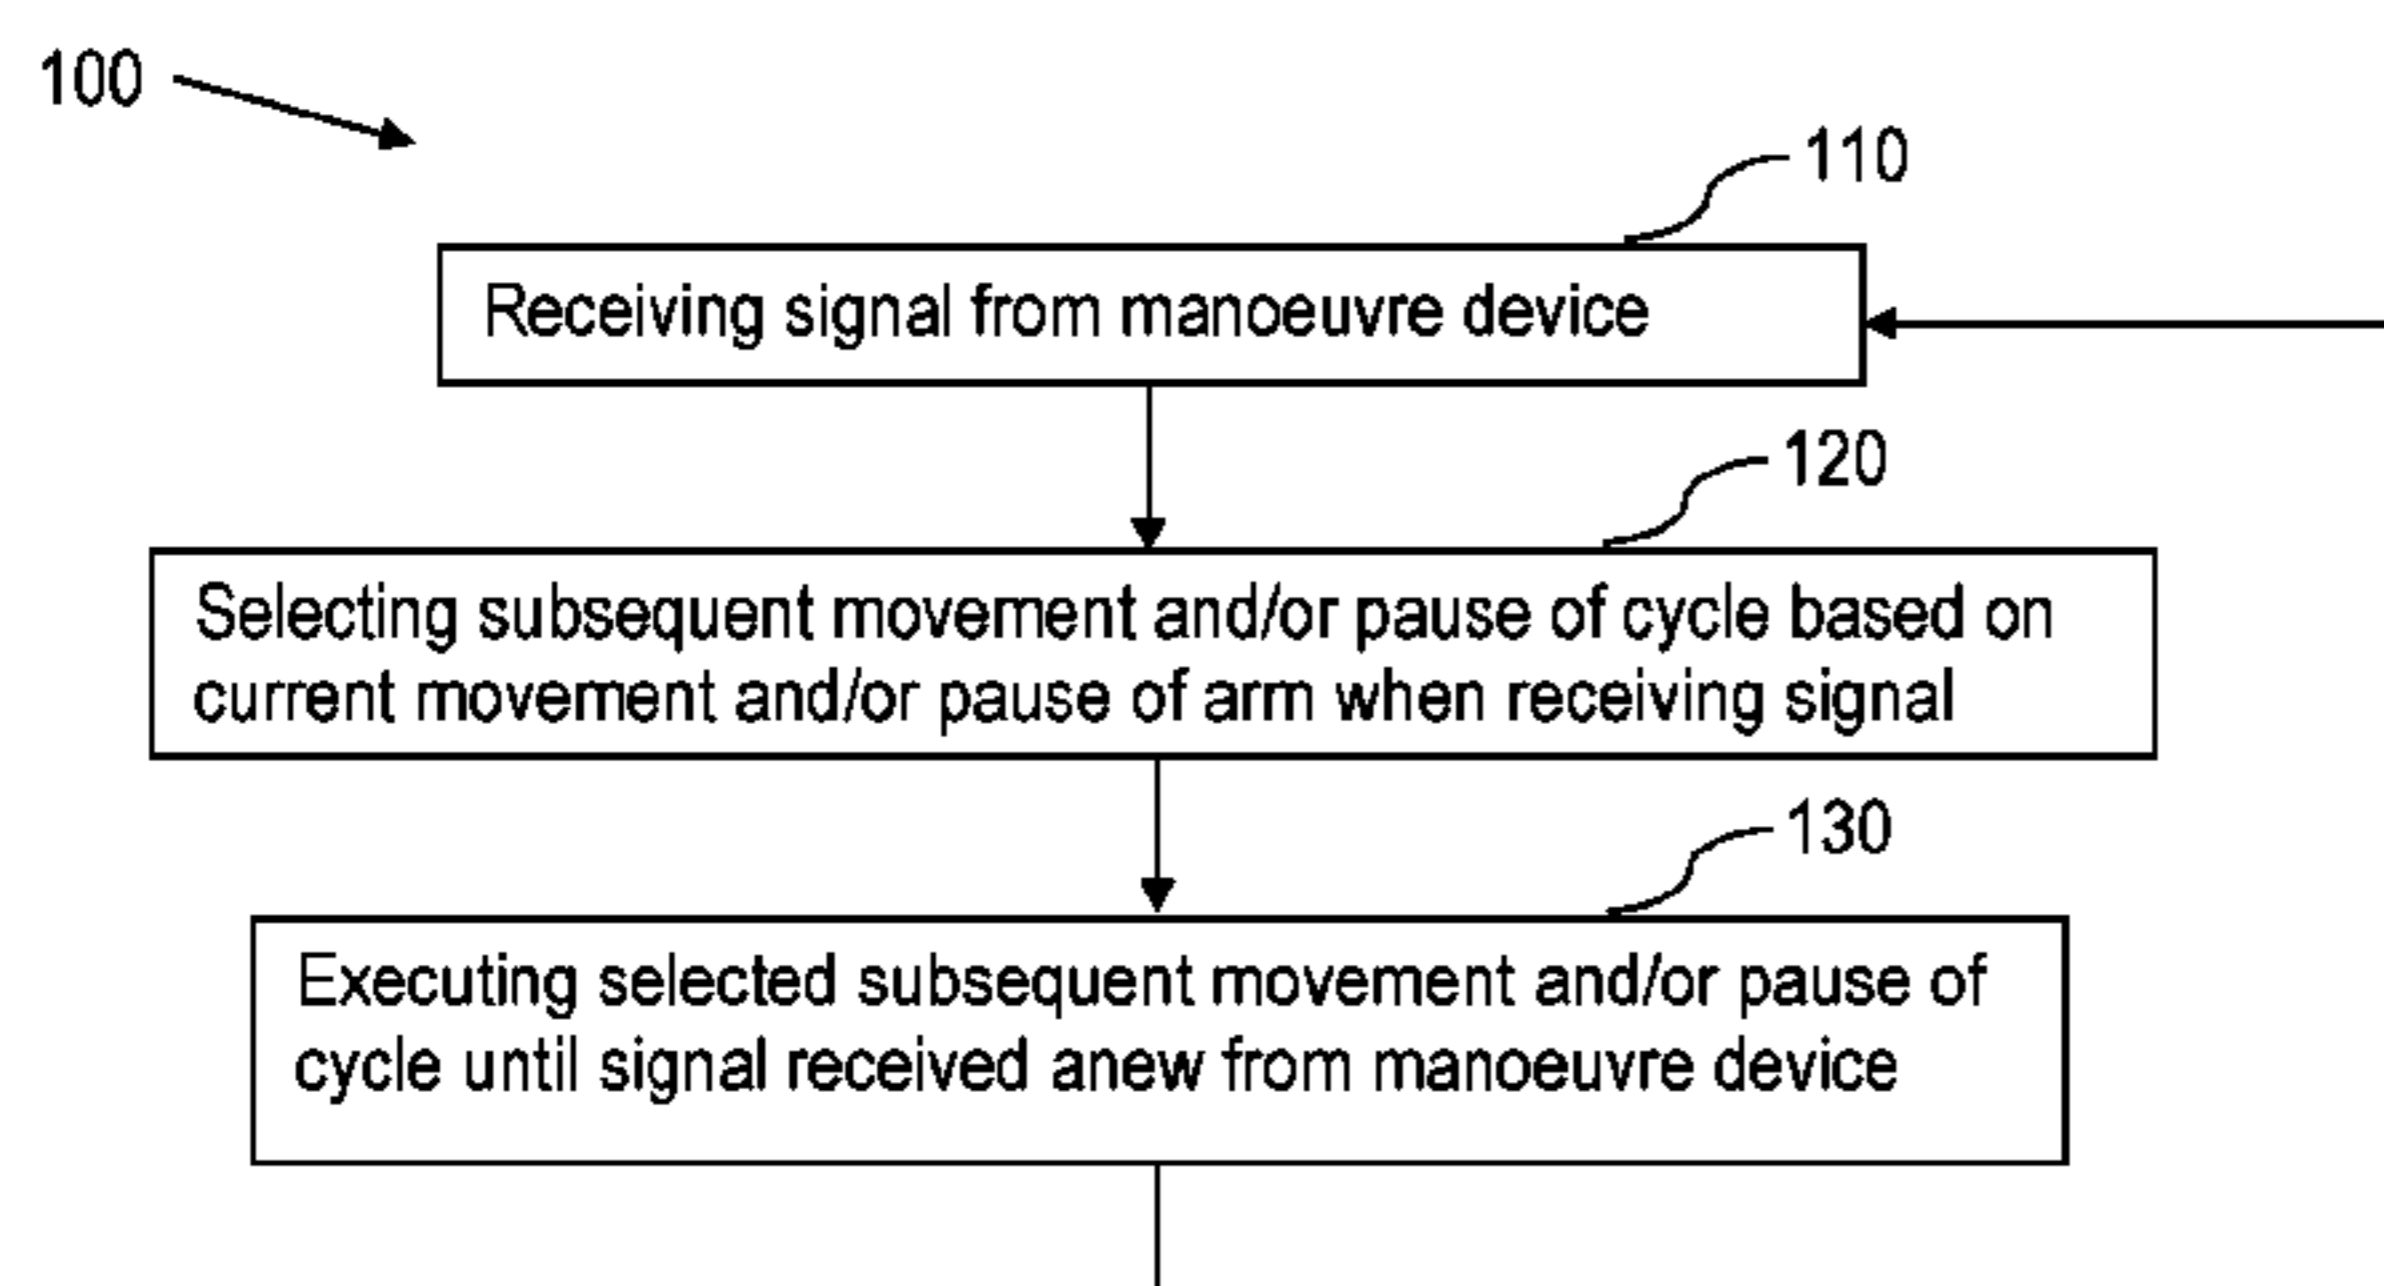 100
110
Receiving signal from manoeuvre device
120
Selecting subsequent movement and/or pause of cycle based on
current movement and/or pause of arm when receiving signal
130
Executing selected subsequent movement and/or pause of
cycle until signal received anew from manoeuvre device